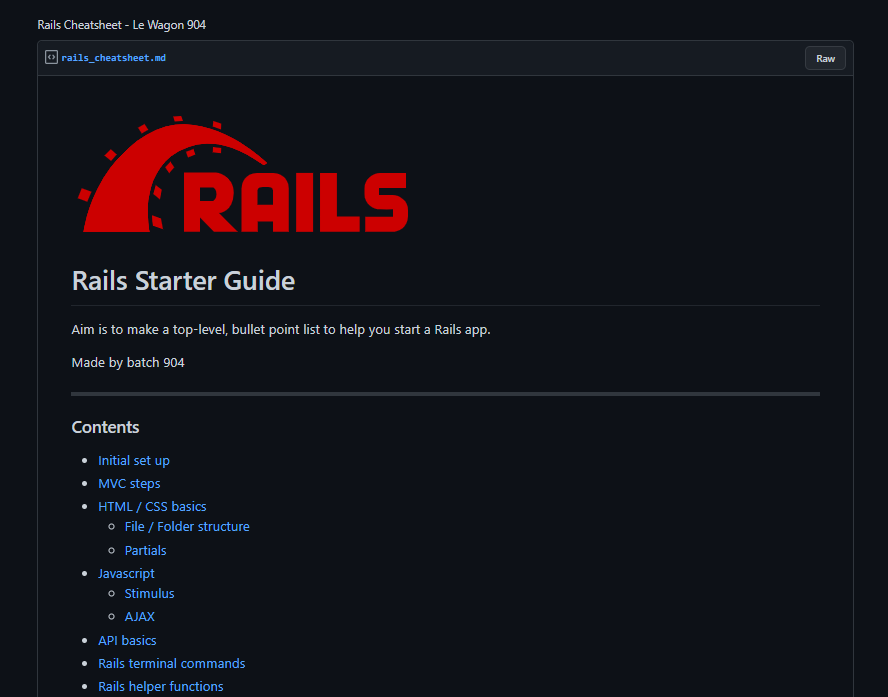 Rails Cheatsheet - Le Wagon 904
rails_cheatsheet.md
Raw
RAILS
Rails Starter Guide
Aim is to make a top-level, bullet point list to help you start a Rails app.
Made by batch 904
Contents
Initial set up
MVC steps
HTML / CSS basics
File / Folder structure
Partials
Javascript
Stimulus
AJAX
API basics
Rails terminal commands
Rails helper functions